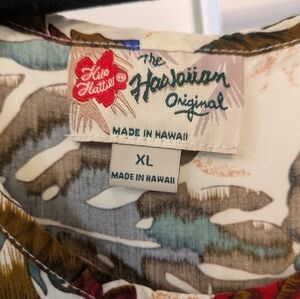 Hilo
Hattie®
The
Hawaiian
Original
MADE IN HAWAII
XL
MADE IN HAWAII